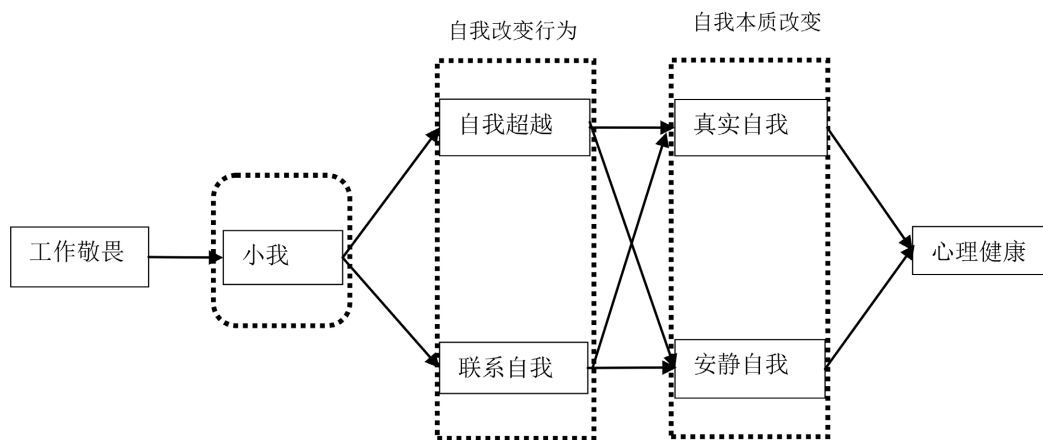 自我改变行为
自我本质改变
自我超越
真实自我
工作敬畏
小我
心理健康
联系自我
安静自我